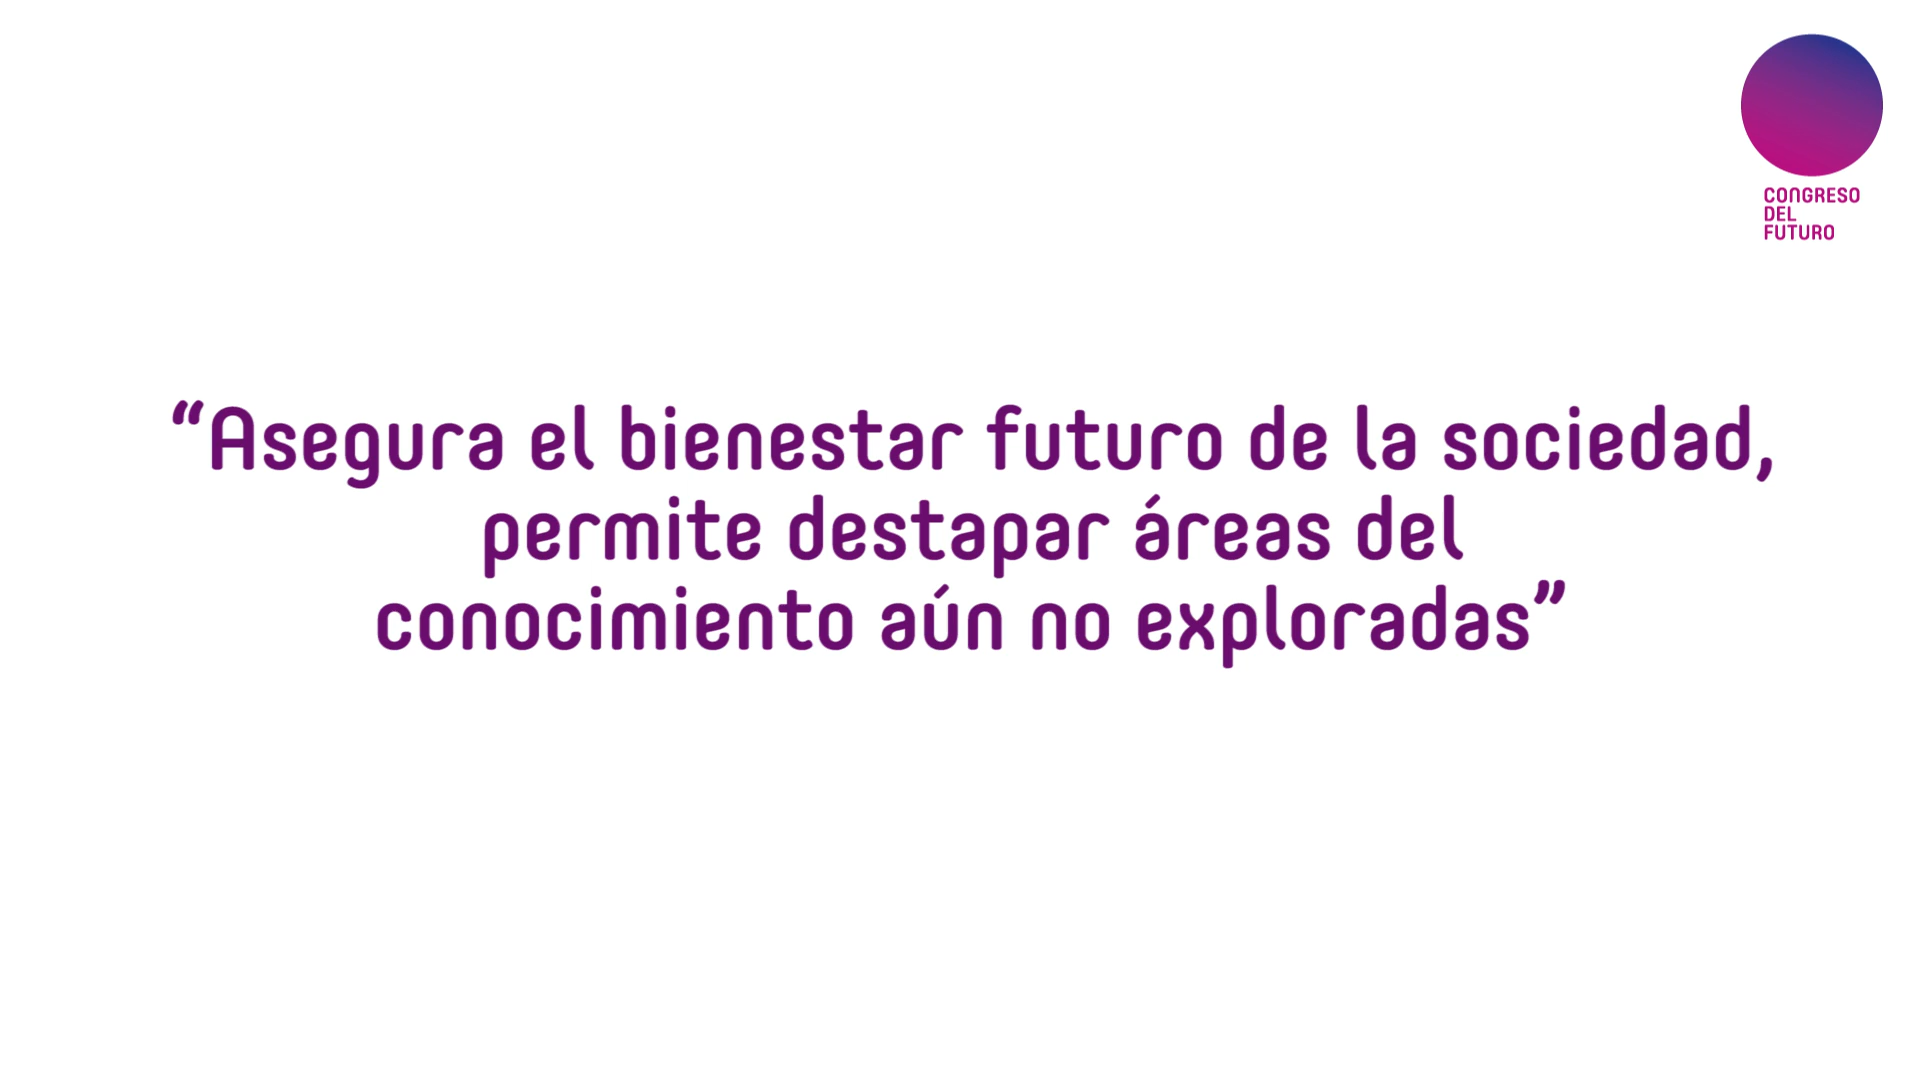 CONGRESO
DEL
FUTURO
“Asegura el bienestar futuro de la sociedad,
permite destapar áreas del
conocimiento aún no exploradas”